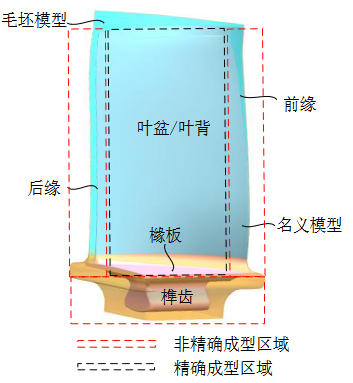 毛坯模型
前缘
叶盆/叶背
后缘
名义模型
橼板
榫齿
非精确成型区域
精确成型区域